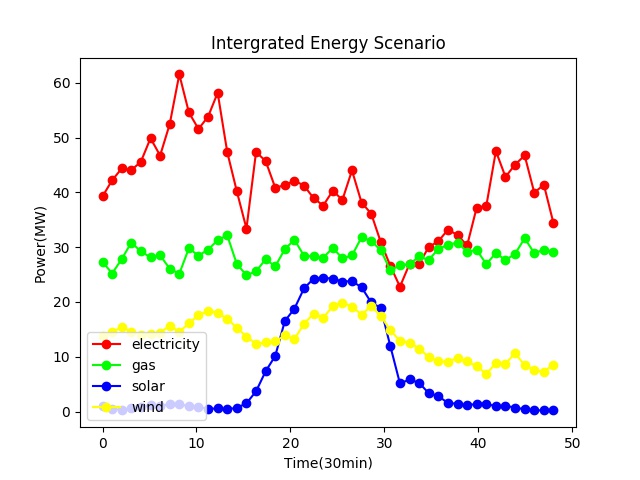 Intergrated Energy Scenario
Power(MW)
60
50
40
30
20
10
0
electricity
gas
solar
wind
0 10 20 30 40 50
Time(30min)